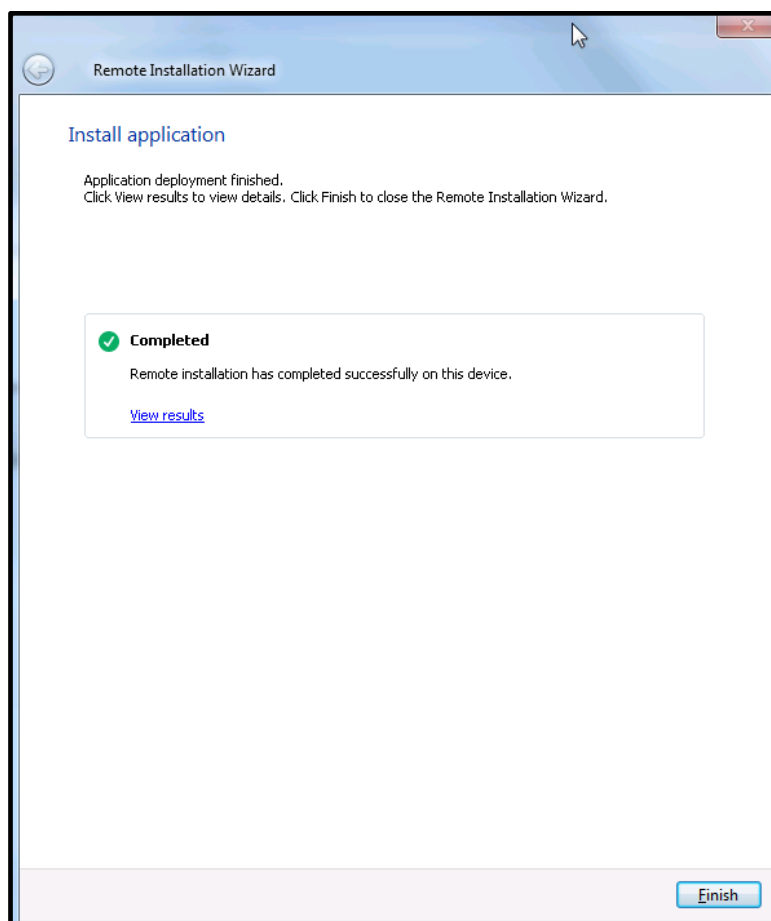 Remote Installation Wizard
Install application
Application deployment finished.
Click View results to view details. Click Finish to close the Remote Installation Wizard.
Completed
Remote installation has completed successfully on this device.
View results
Finish